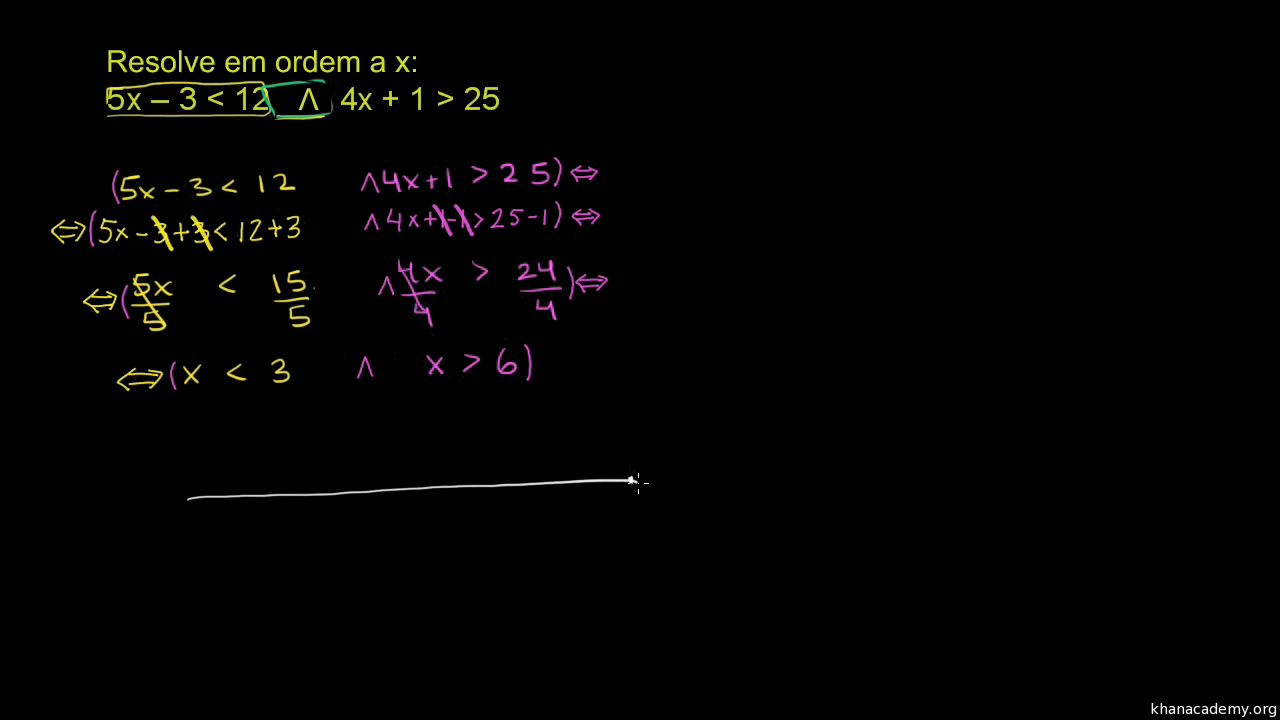 Resolve em ordem a x:
5x – 3 < 12 ∧ 4x + 1 > 25
(5x − 3 < 12 ∧ 4x + 1 > 25) ⇔
⇔ (5x − 3 + 3 < 12 + 3 ∧ 4x + 1 − 1 > 25 − 1) ⇔
⇔ (5x/5 < 15/5 ∧ 4x/4 > 24/4) ⇔
⇔ (x < 3 ∧ x > 6)
khanacademy.org